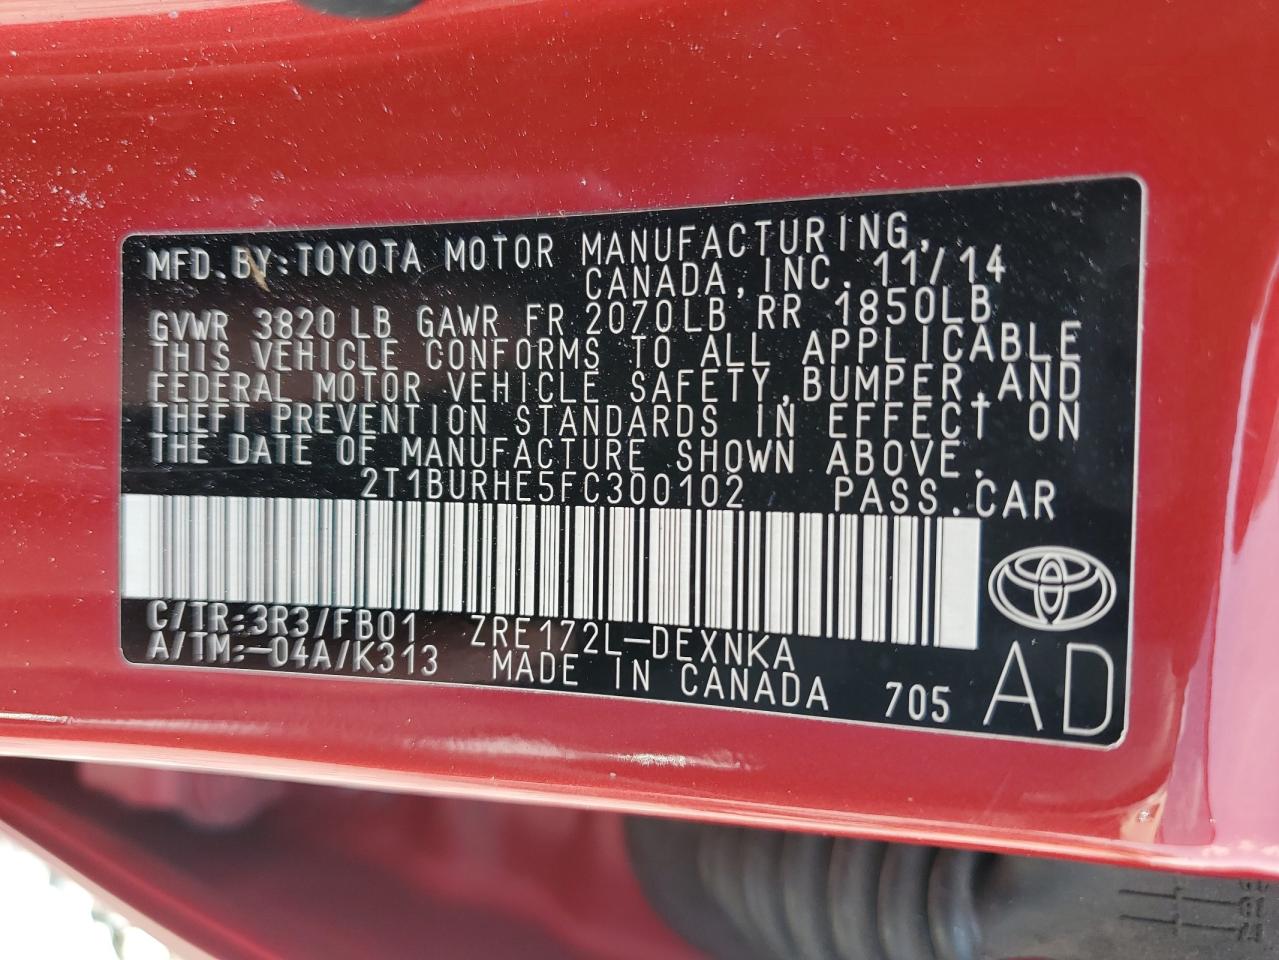 MFD.BY:TOYOTA MOTOR MANUFACTURING,
CANADA,INC. 11/14
GVWR 3820LB GAWR FR 2070LB RR 1850LB
THIS VEHICLE CONFORMS TO ALL APPLICABLE
FEDERAL MOTOR VEHICLE SAFETY,BUMPER,AND
THEFT PREVENTION STANDARDS IN EFFECT ON
THE DATE OF MANUFACTURE SHOWN ABOVE.
2T1BURHE5FC300102 PASS.CAR
C/TR:3R3/FB01 ZRE172L-DEXNKA
A/TM:-04A/K313 MADE IN CANADA 705 AD